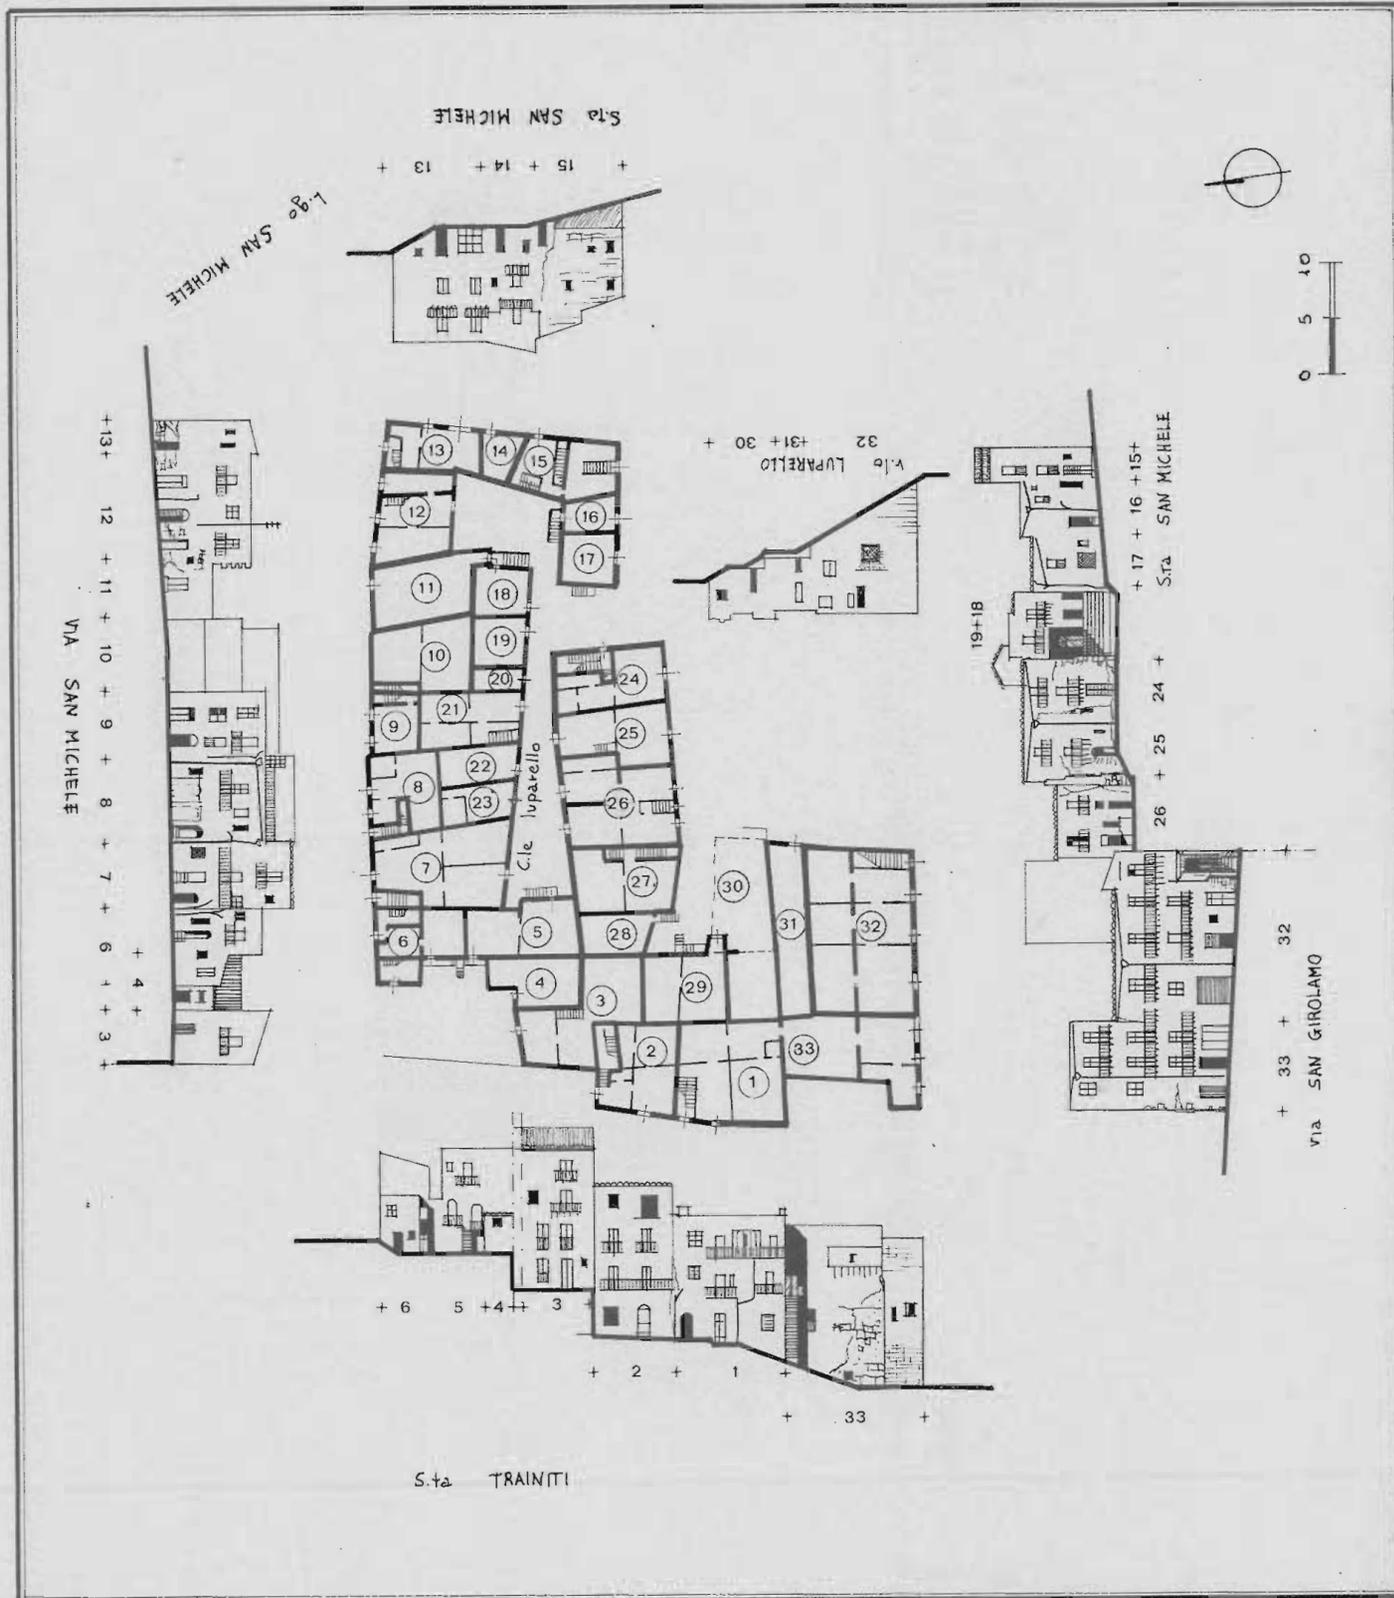 S.ta SAN MICHELE
+ 13 + 14 + 15 +
L.go SAN MICHELE
10
5
0
+13+ 12 + 11 + 10 + 9 + 8 + 7 + 6 + + 3 +
+ 4 +
VIA SAN MICHELE
13
14
15
12
16
17
11
18
19
10
20
21
9
22
8
23
7
6
5
4
3
24
25
26
27
28
29
30
31
32
33
2
1
C.le luparello
+ 30 +31+ 32
v.lo LUPARELLO
+ 17 + 16 +15+
S.ta SAN MICHELE
19+18
26 + 25 24 +
+ 33 + 32 +
via SAN GIROLAMO
+ 6 5 +4++ 3 +
+ 2 + 1 +
+ 33 +
S.ta TRAINITI